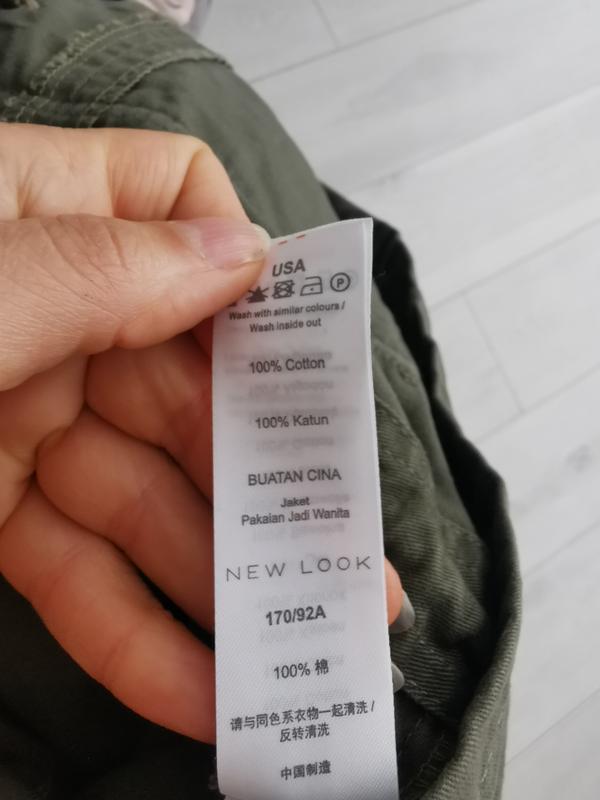 USA
Wash with similar colours /
Wash inside out
100% Cotton
100% Katun
BUATAN CINA
Jaket
Pakaian Jadi Wanita
NEW LOOK
170/92A
100% 棉
请与同色系衣物一起清洗 /
反转清洗
中国制造